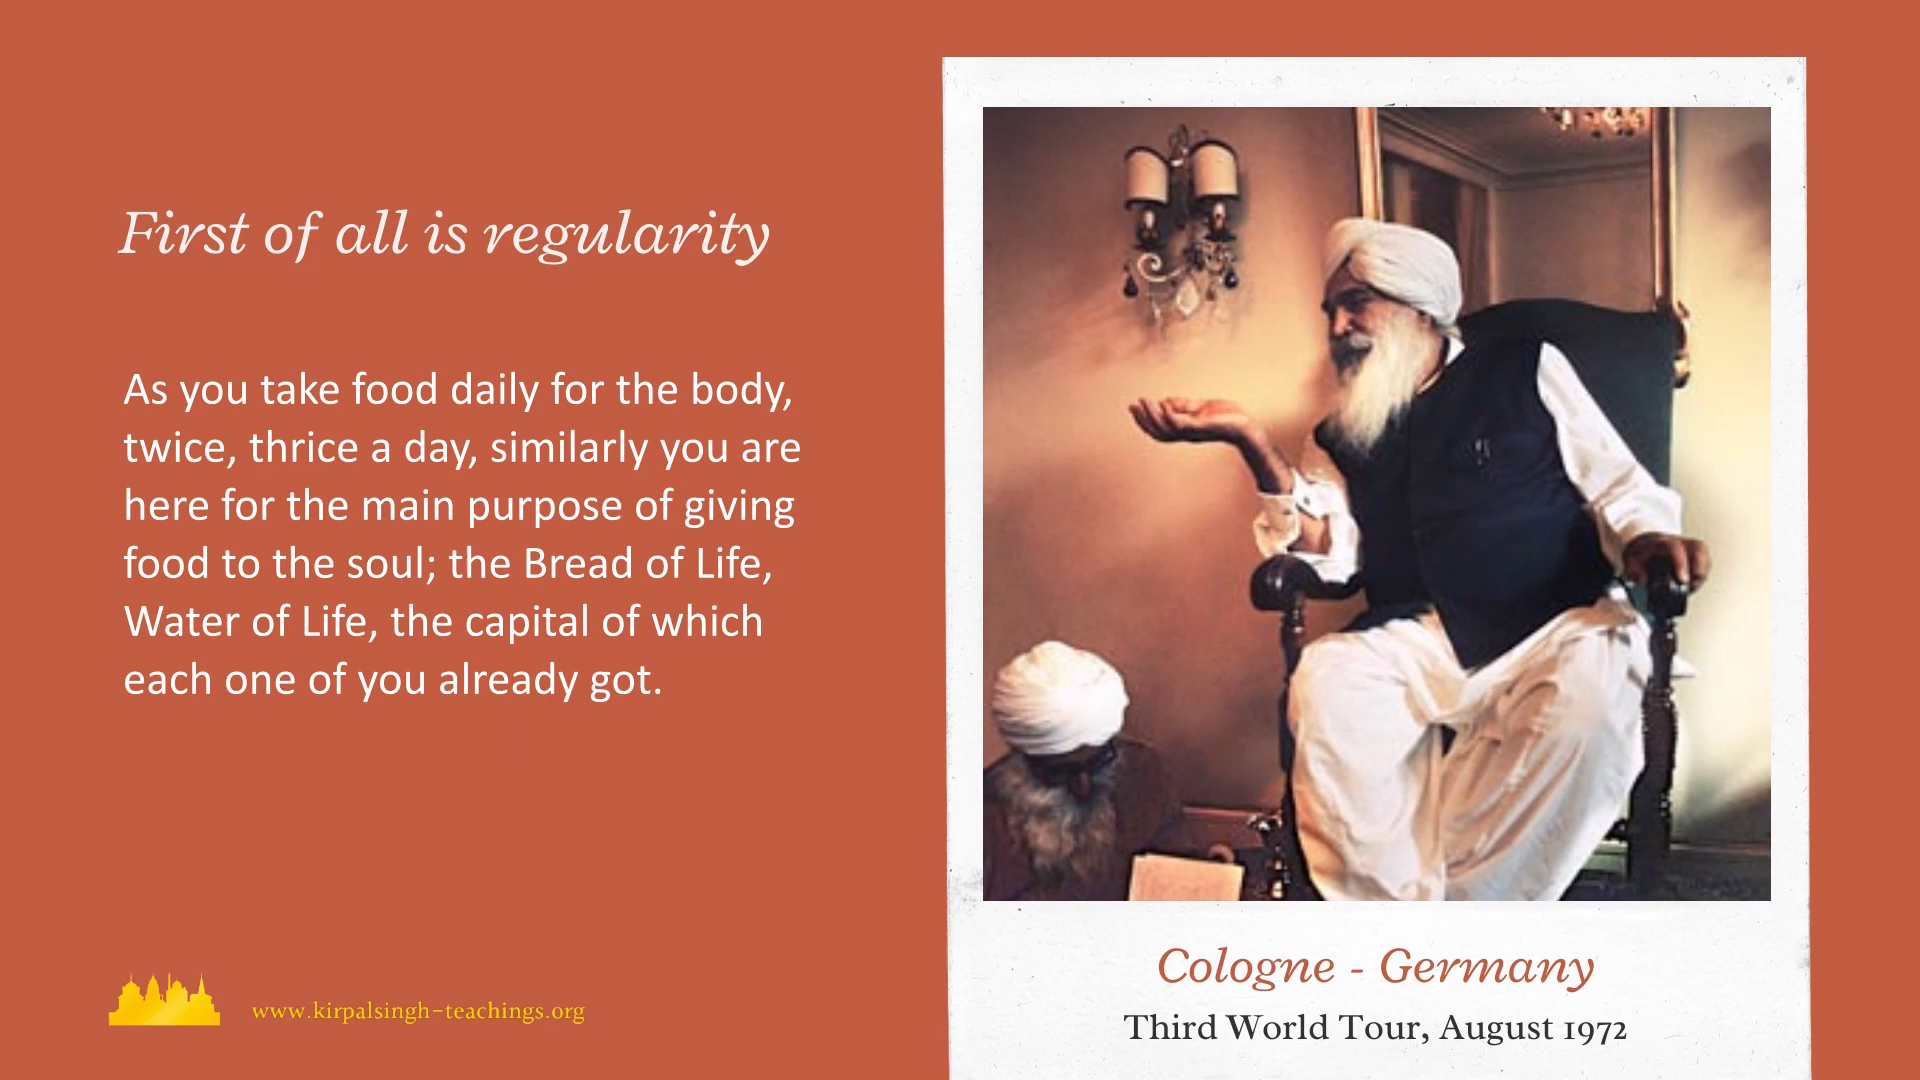 First of all is regularity
As you take food daily for the body,
twice, thrice a day, similarly you are
here for the main purpose of giving
food to the soul; the Bread of Life,
Water of Life, the capital of which
each one of you already got.
www.kirpalsingh-teachings.org
Cologne - Germany
Third World Tour, August 1972